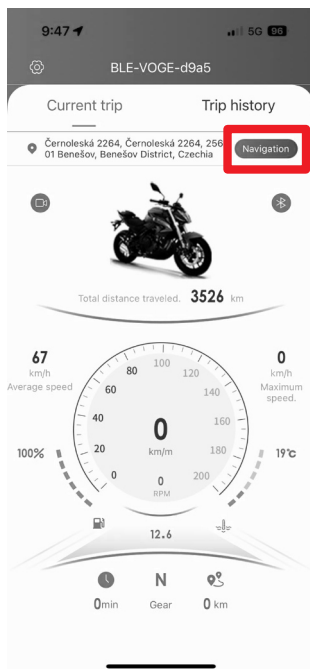 9:47 5G 96
BLE-VOGE-d9a5
Current trip Trip history
Černoleská 2264, Černoleská 2264, 256
01 Benešov, Benešov District, Czechia
Navigation
Total distance traveled. 3526 km
67
km/h
Average speed
0
km/h
Maximum
speed.
0 20 40 60 80 100 120 140 160 180 200
0
km/m
0
RPM
100%
19°c
12.6
0min
N
Gear
0 km